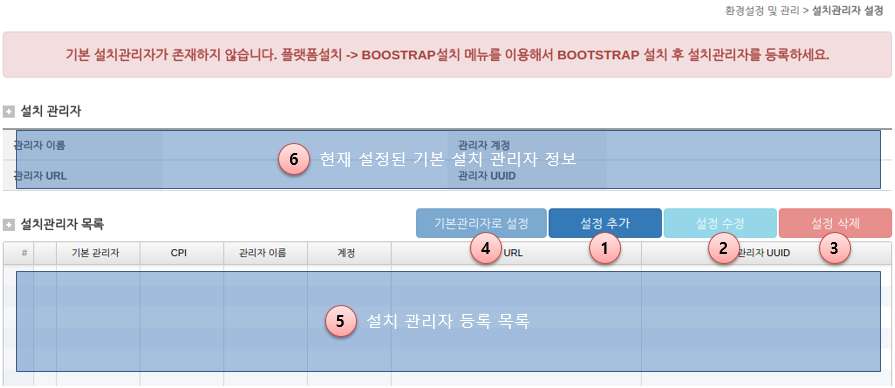 환경설정 및 관리 > 설치관리자 설정
기본 설치관리자가 존재하지 않습니다. 플랫폼설치 -> BOOSTRAP설치 메뉴를 이용해서 BOOTSTRAP 설치 후 설치관리자를 등록하세요.
설치 관리자
관리자 이름 관리자 계정
6 현재 설정된 기본 설치 관리자 정보
관리자 URL 관리자 UUID
설치관리자 목록 기본관리자로 설정 설정 추가 설정 수정 설정 삭제
4 1 2 3
# 기본 관리자 CPI 관리자 이름 계정 URL 관리자 UUID
5 설치 관리자 등록 목록